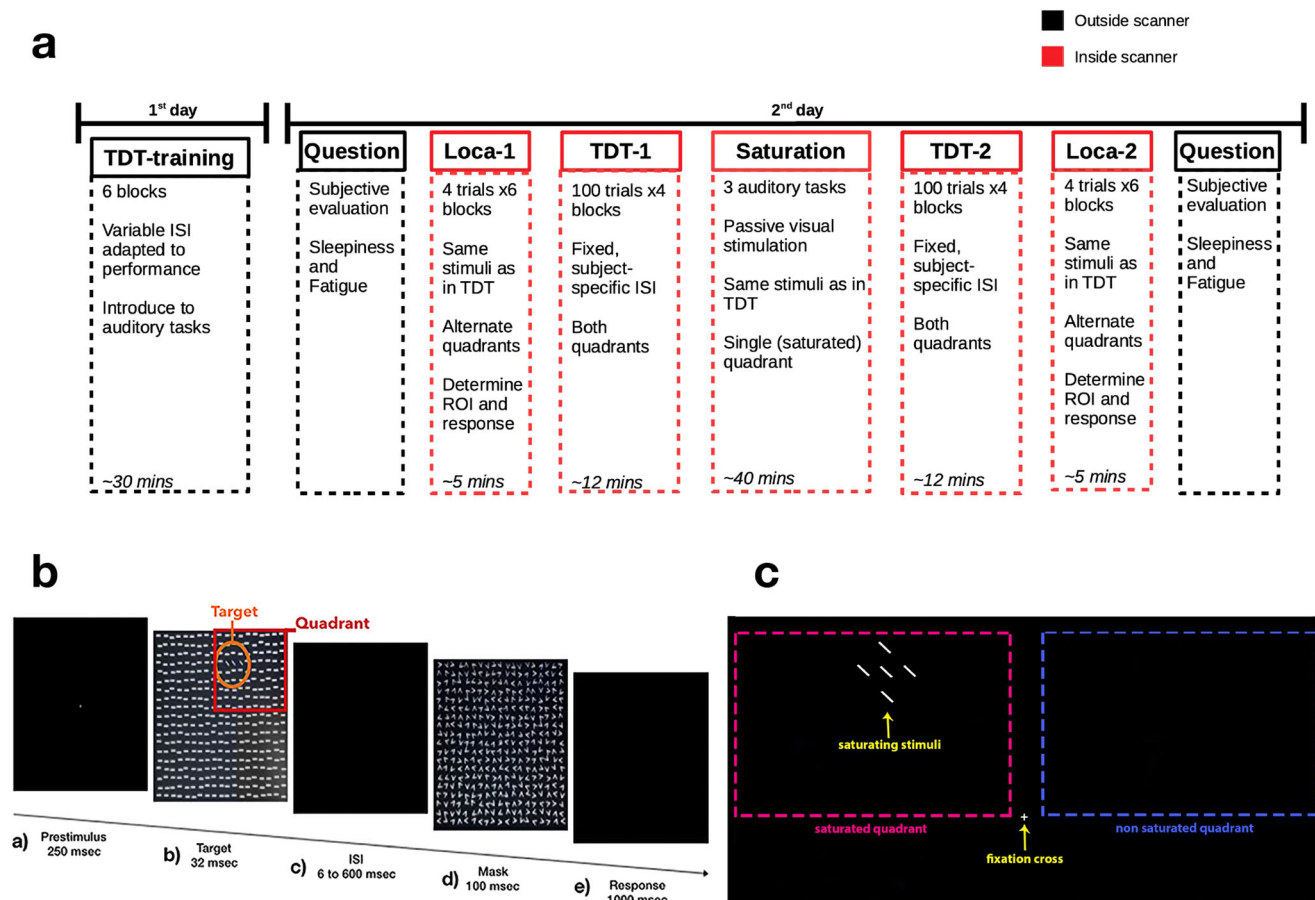 Outside scanner
Inside scanner
a
1st day
2nd day
TDT-training
6 blocks
Variable ISI
adapted to
performance
Introduce to
auditory tasks
~30 mins
Question
Subjective
evaluation
Sleepiness
and
Fatigue
Loca-1
4 trials x6
blocks
Same
stimuli as
in TDT
Alternate
quadrants
Determine
ROI and
response
~5 mins
TDT-1
100 trials x4
blocks
Fixed,
subject-
specific ISI
Both
quadrants
~12 mins
Saturation
3 auditory tasks
Passive visual
stimulation
Same stimuli as in
TDT
Single (saturated)
quadrant
~40 mins
TDT-2
100 trials x4
blocks
Fixed,
subject-
specific ISI
Both
quadrants
~12 mins
Loca-2
4 trials x6
blocks
Same
stimuli as
in TDT
Alternate
quadrants
Determine
ROI and
response
~5 mins
Question
Subjective
evaluation
Sleepiness
and
Fatigue
b
Target
Quadrant
a) Prestimulus
250 msec
b) Target
32 msec
c) ISI
6 to 600 msec
d) Mask
100 msec
e) Response
1000 msec
c
saturating stimuli
saturated quadrant
non saturated quadrant
fixation cross